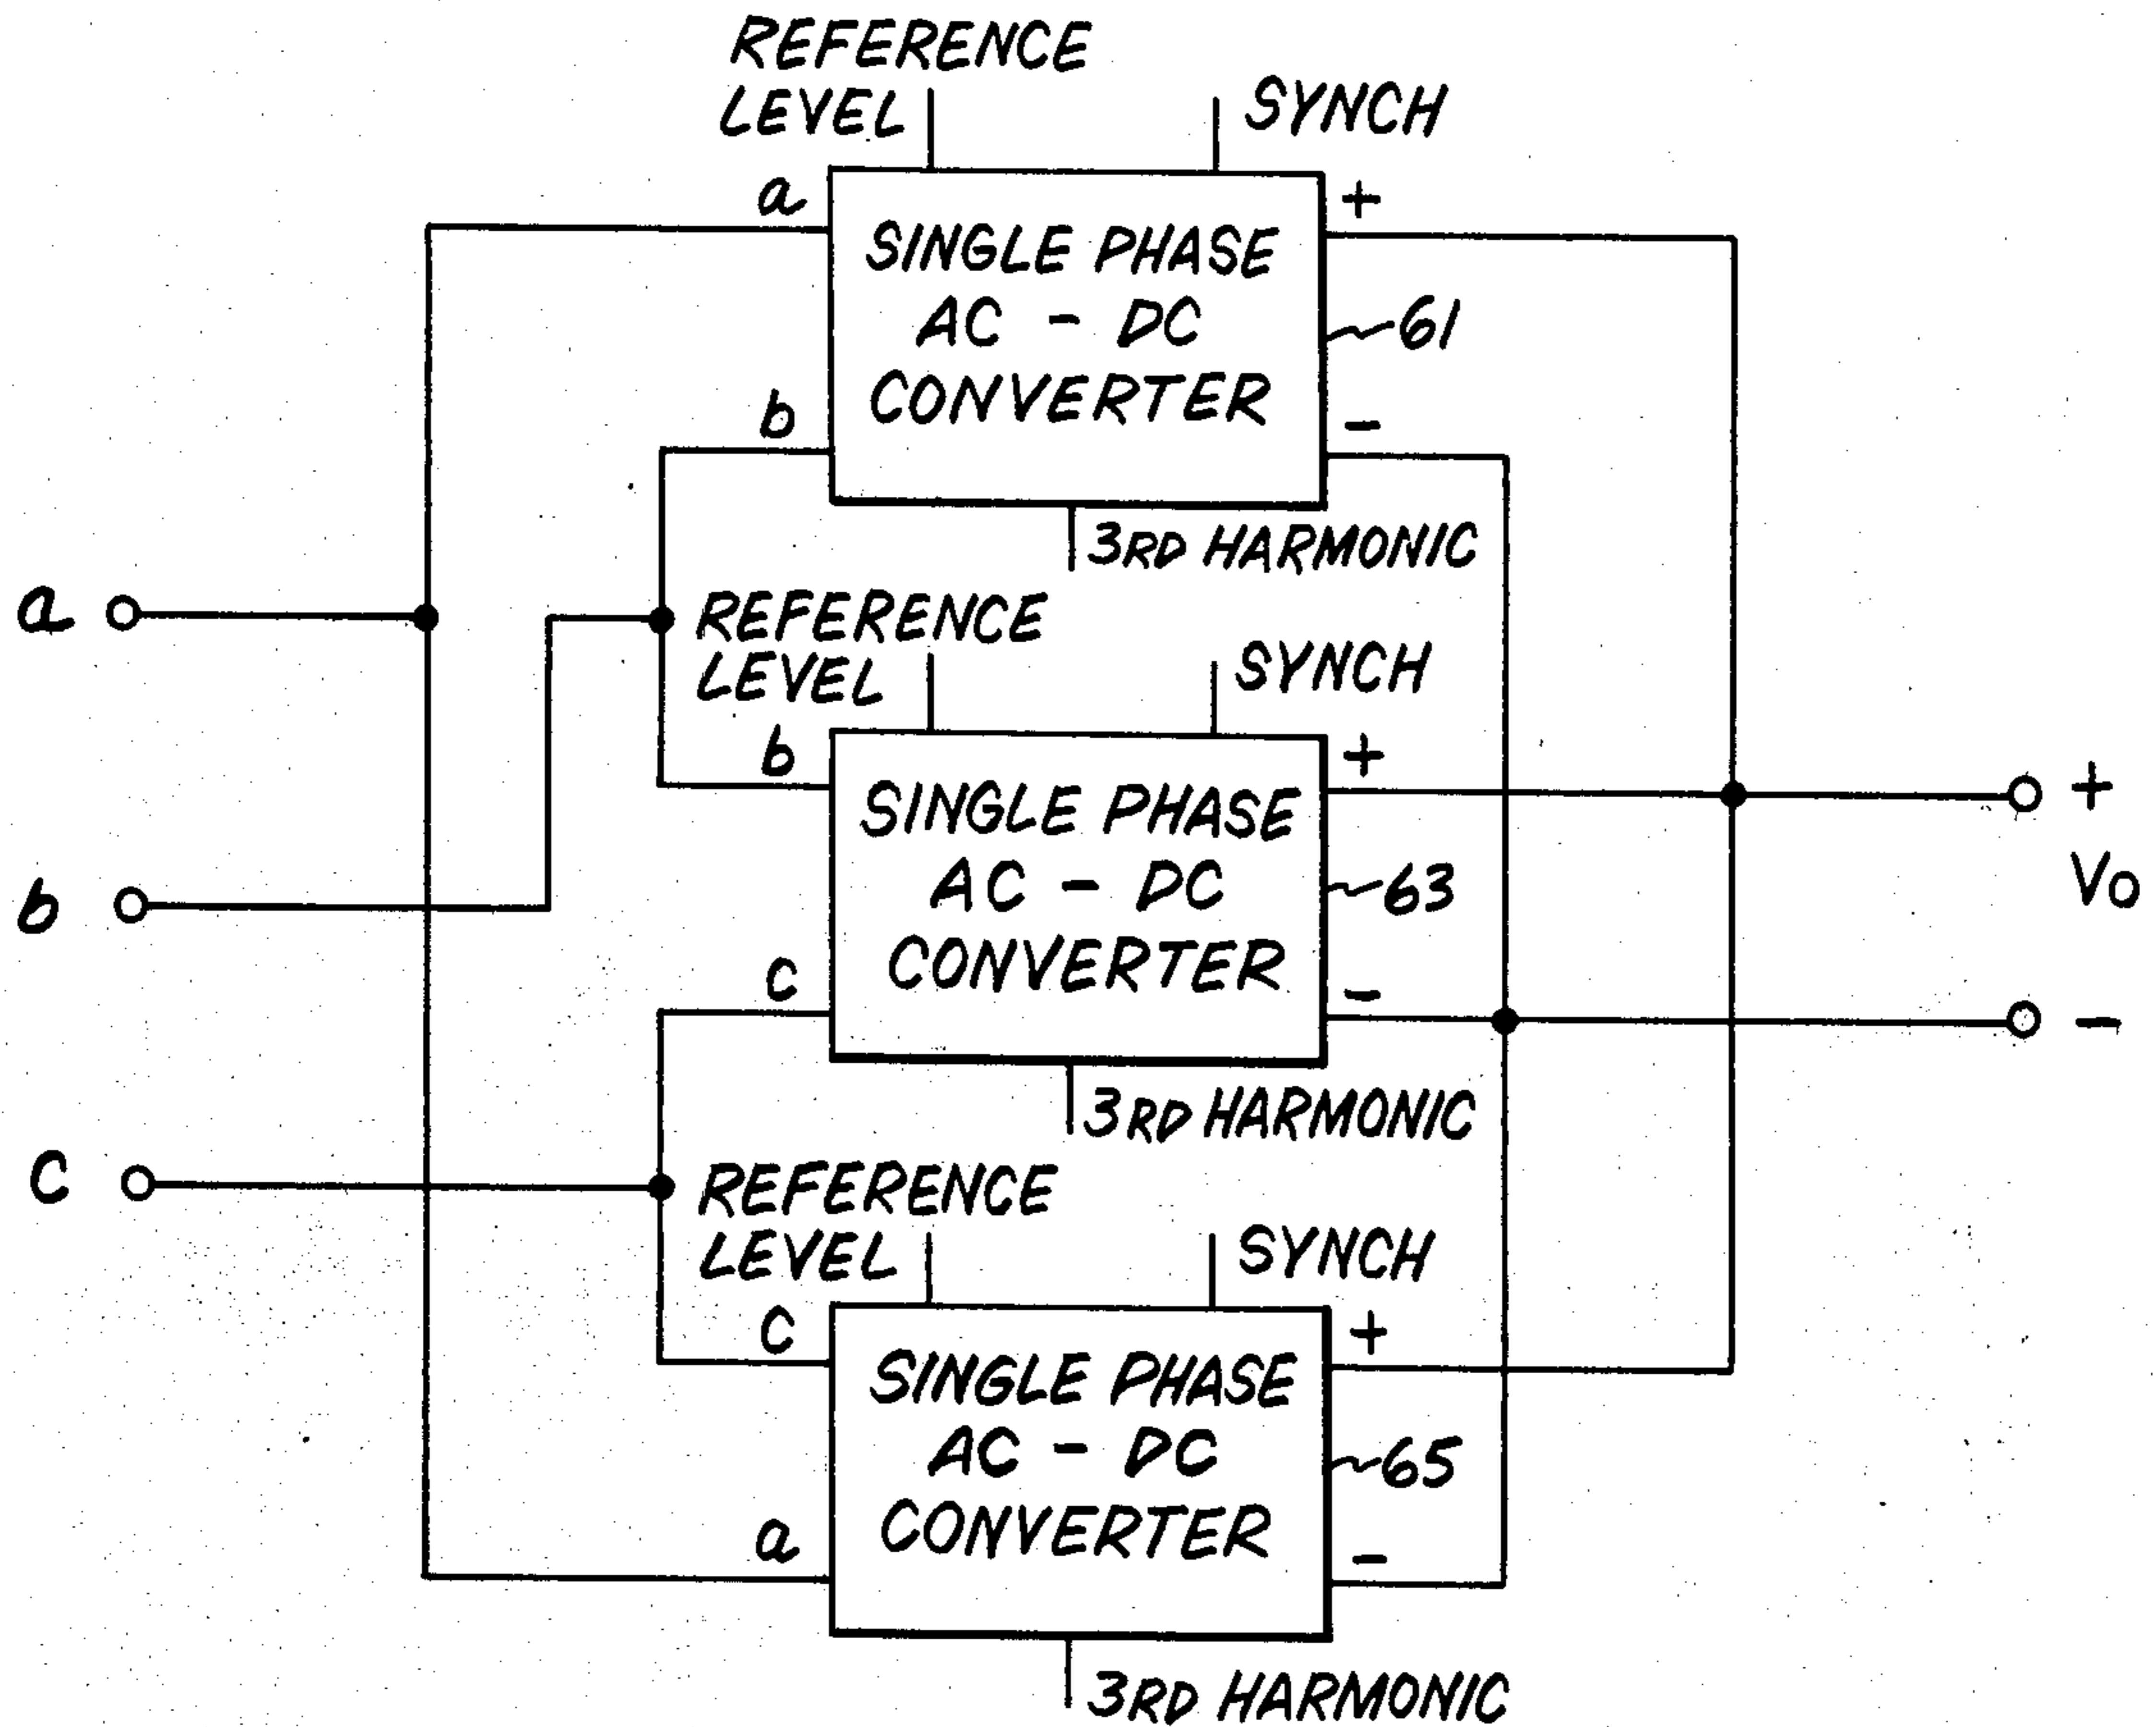 REFERENCE
LEVEL
SYNCH
a
+
SINGLE PHASE
AC - DC
CONVERTER
61
b
-
3RD HARMONIC
a
REFERENCE
LEVEL
SYNCH
b
+
SINGLE PHASE
AC - DC
CONVERTER
63
+
Vo
-
b
c
-
3RD HARMONIC
c
REFERENCE
LEVEL
SYNCH
c
+
SINGLE PHASE
AC - DC
CONVERTER
65
a
-
3RD HARMONIC